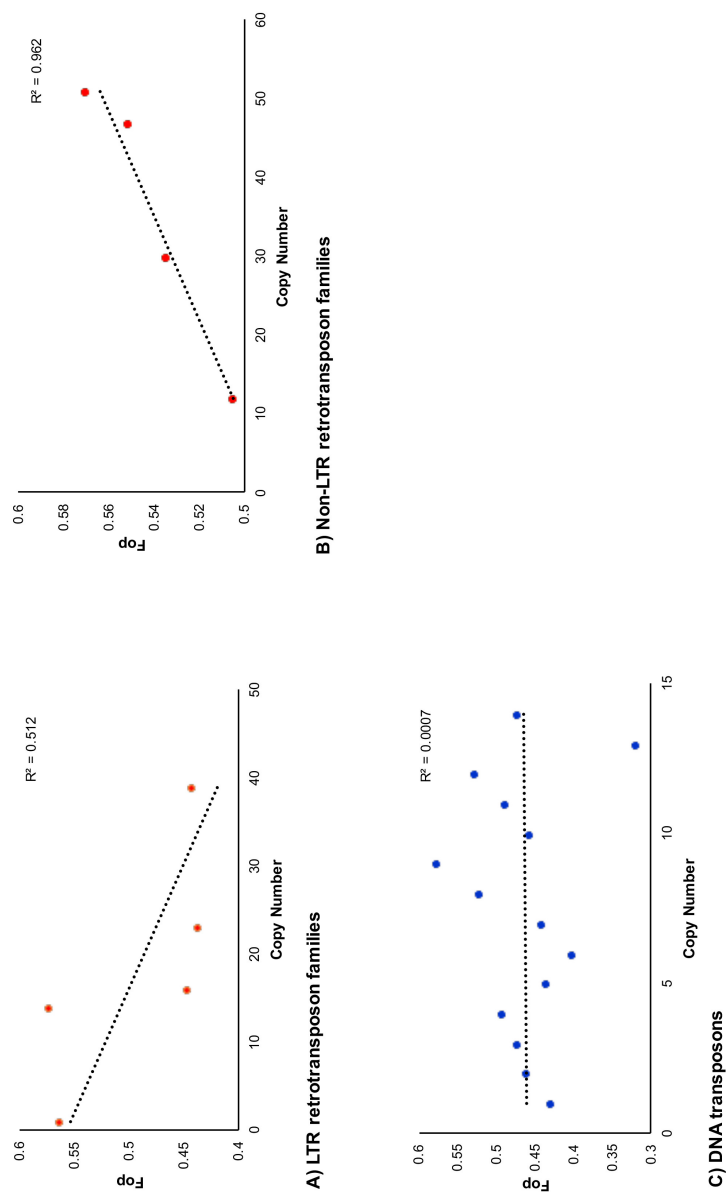 0.6
0.55
0.5
0.45
0.4
Fop
R² = 0.512
0
10
20
30
40
50
Copy Number
A) LTR retrotransposon families
0.6
0.58
0.56
0.54
0.52
0.5
Fop
R² = 0.962
0
10
20
30
40
50
60
Copy Number
B) Non-LTR retrotransposon families
0.6
0.55
0.5
0.45
0.4
0.35
0.3
Fop
R² = 0.0007
0
5
10
15
Copy Number
C) DNA transposons